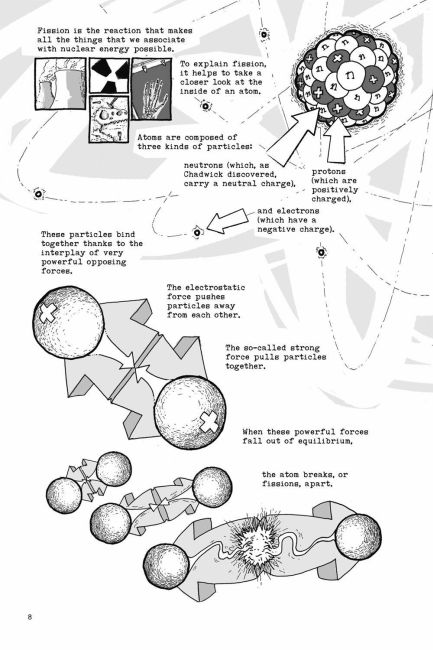 Fission is the reaction that makes
all the things that we associate
with nuclear energy possible.
To explain fission,
it helps to take a
closer look at the
inside of an atom.
n
Atoms are composed of
three kinds of particles:
neutrons (which, as
Chadwick discovered,
carry a neutral charge),
protons
(which are
positively
charged),
and electrons
(which have a
negative charge).
These particles bind
together thanks to the
interplay of very
powerful opposing
forces.
The electrostatic
force pushes
particles away
from each other.
The so-called strong
force pulls particles
together.
When these powerful forces
fall out of equilibrium,
the atom breaks, or
fissions, apart.
8